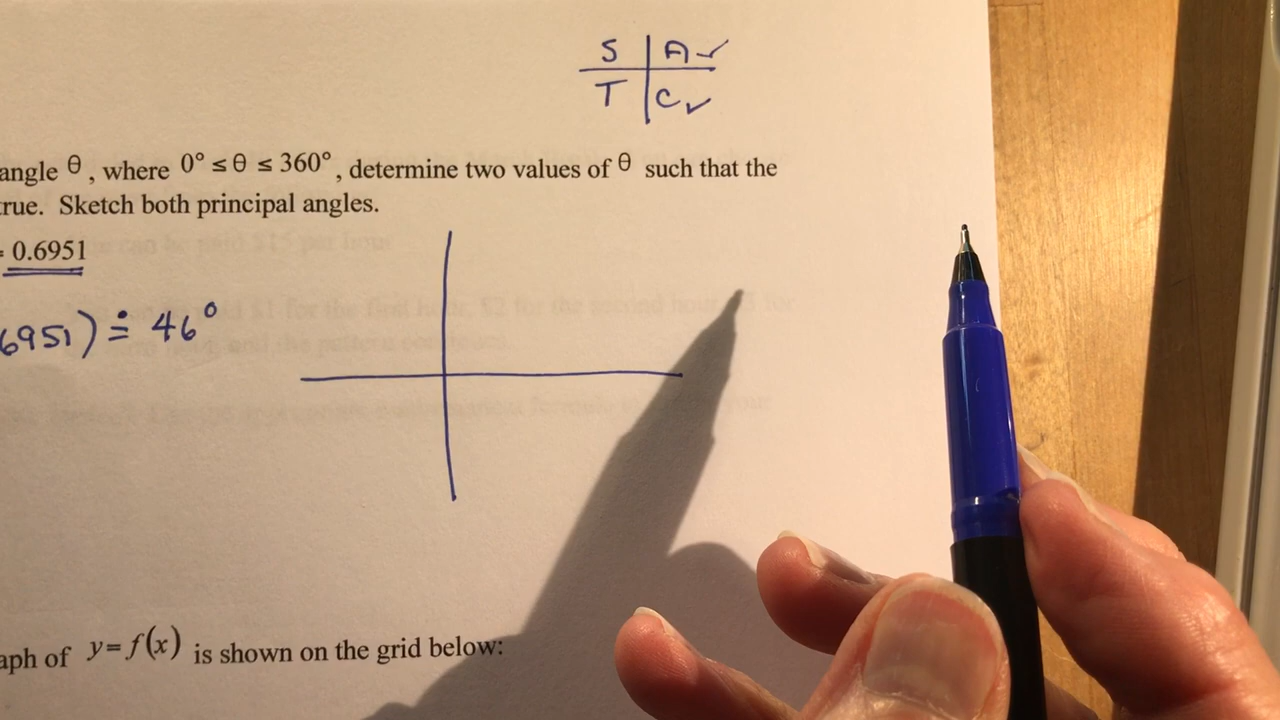 S A ✓
T C ✓
angle θ, where 0° ≤ θ ≤ 360°, determine two values of θ such that the
rue. Sketch both principal angles.
= 0.6951
6951) ≐ 46°
aph of y=f(x) is shown on the grid below: